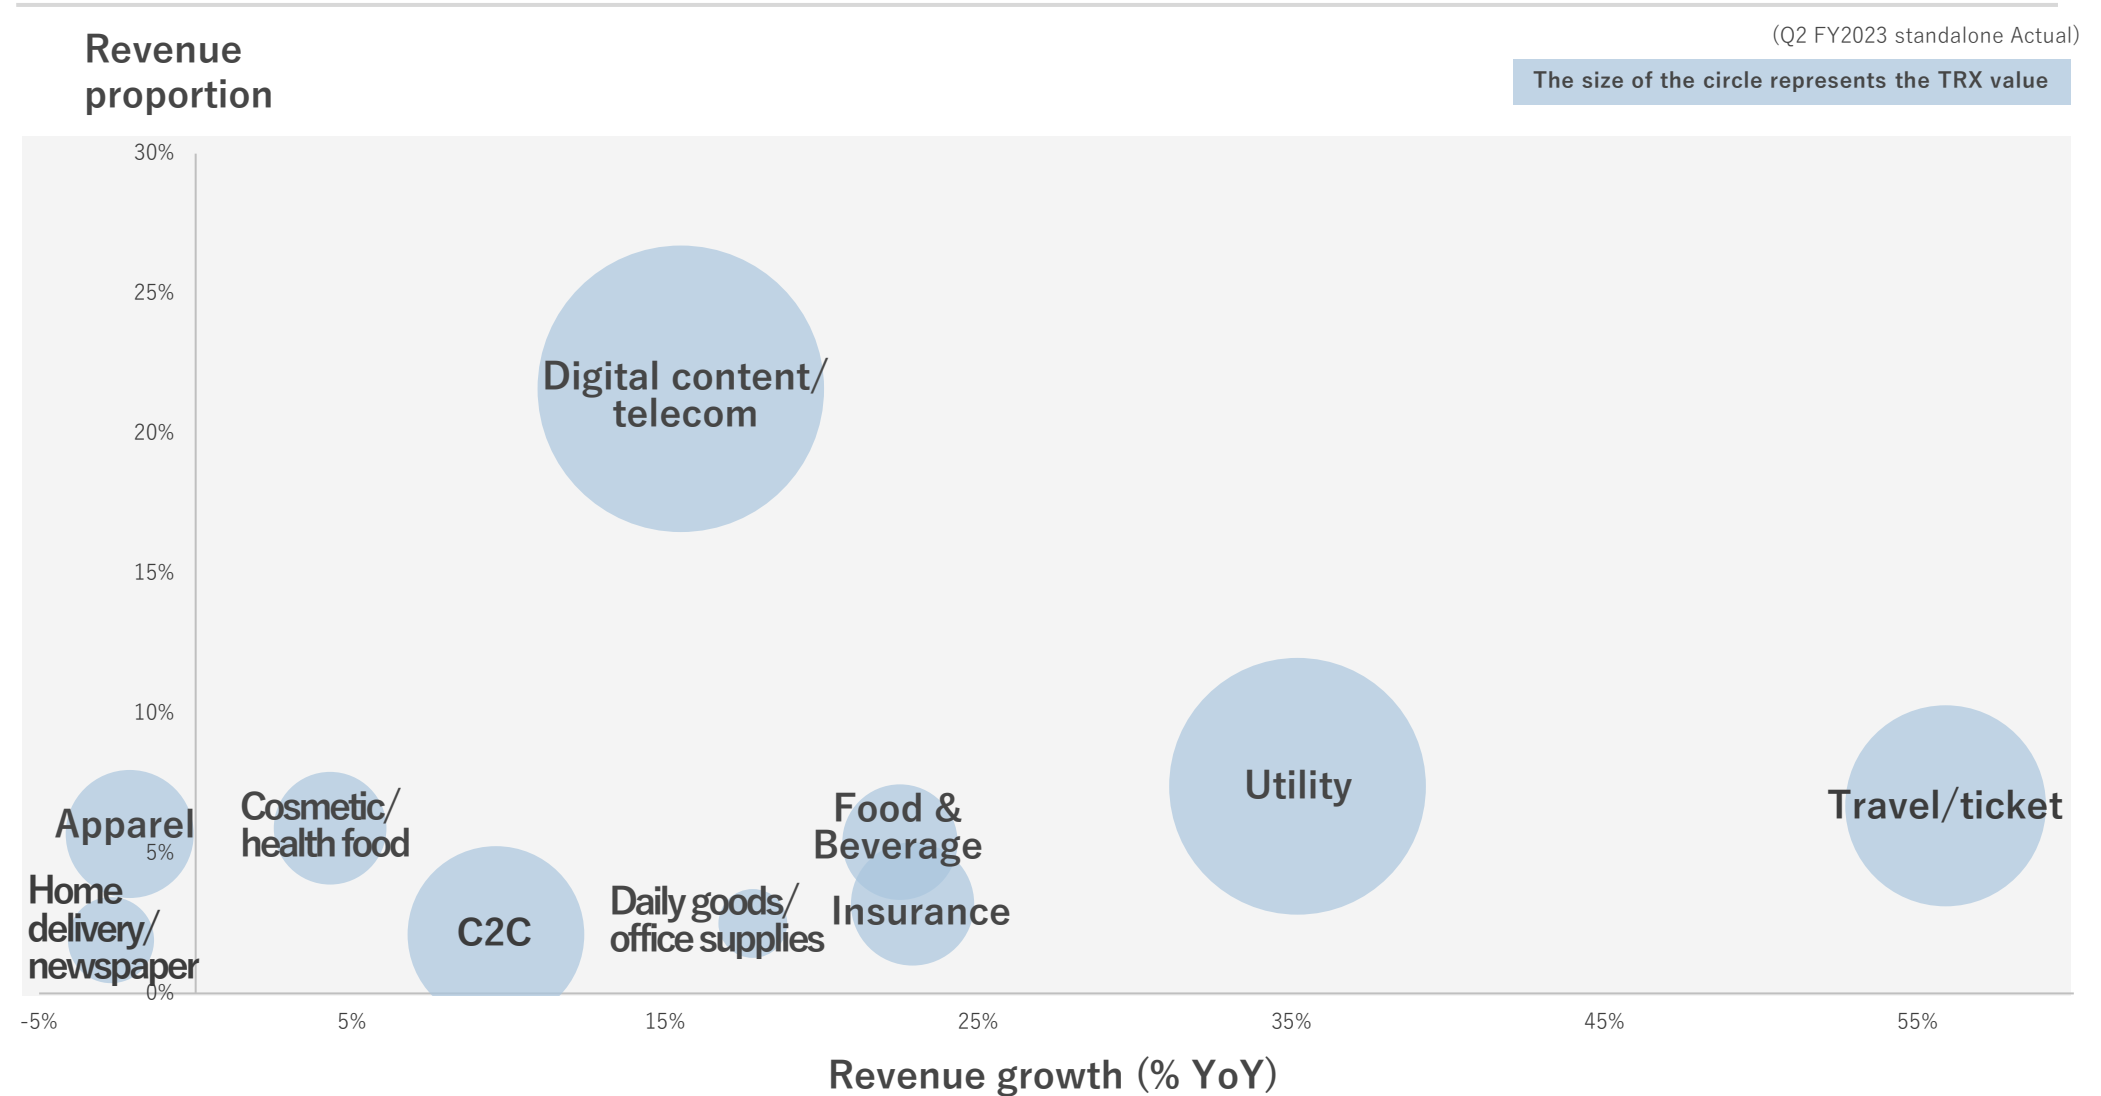 Revenue
proportion
(Q2 FY2023 standalone Actual)
The size of the circle represents the TRX value
30%
25%
20%
15%
10%
5%
0%
Digital content/
telecom
Utility
Travel/ticket
Apparel
Cosmetic/
health food
Food &
Beverage
Home
delivery/
newspaper
C2C
Daily goods/
office supplies
Insurance
-5%
5%
15%
25%
35%
45%
55%
Revenue growth (% YoY)